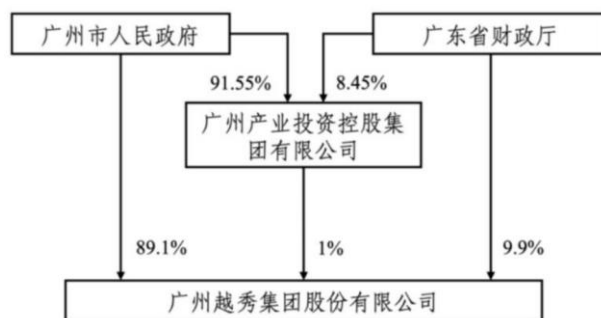 广州市人民政府
广东省财政厅
91.55%
8.45%
广州产业投资控股集
团有限公司
89.1%
1%
9.9%
广州越秀集团股份有限公司